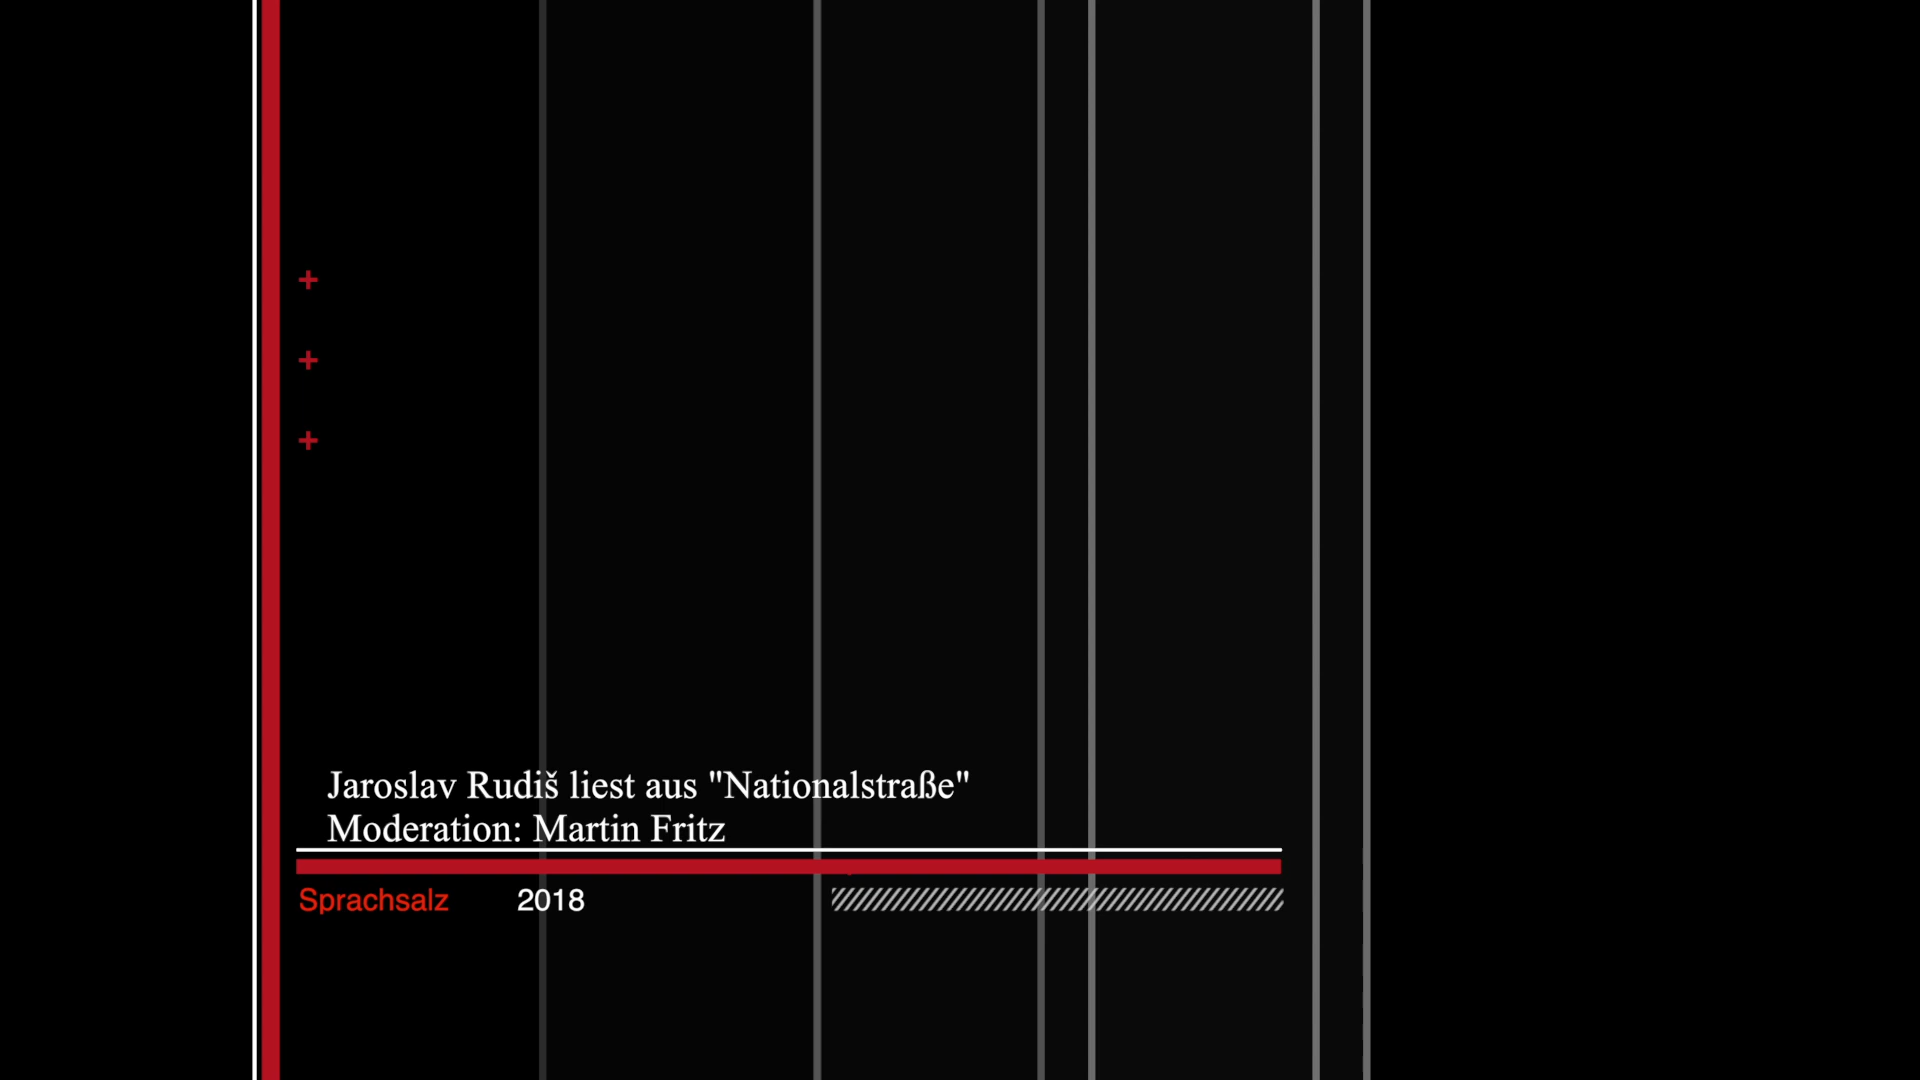 Jaroslav Rudiš liest aus "Nationalstraße"
Moderation: Martin Fritz
Sprachsalz 2018